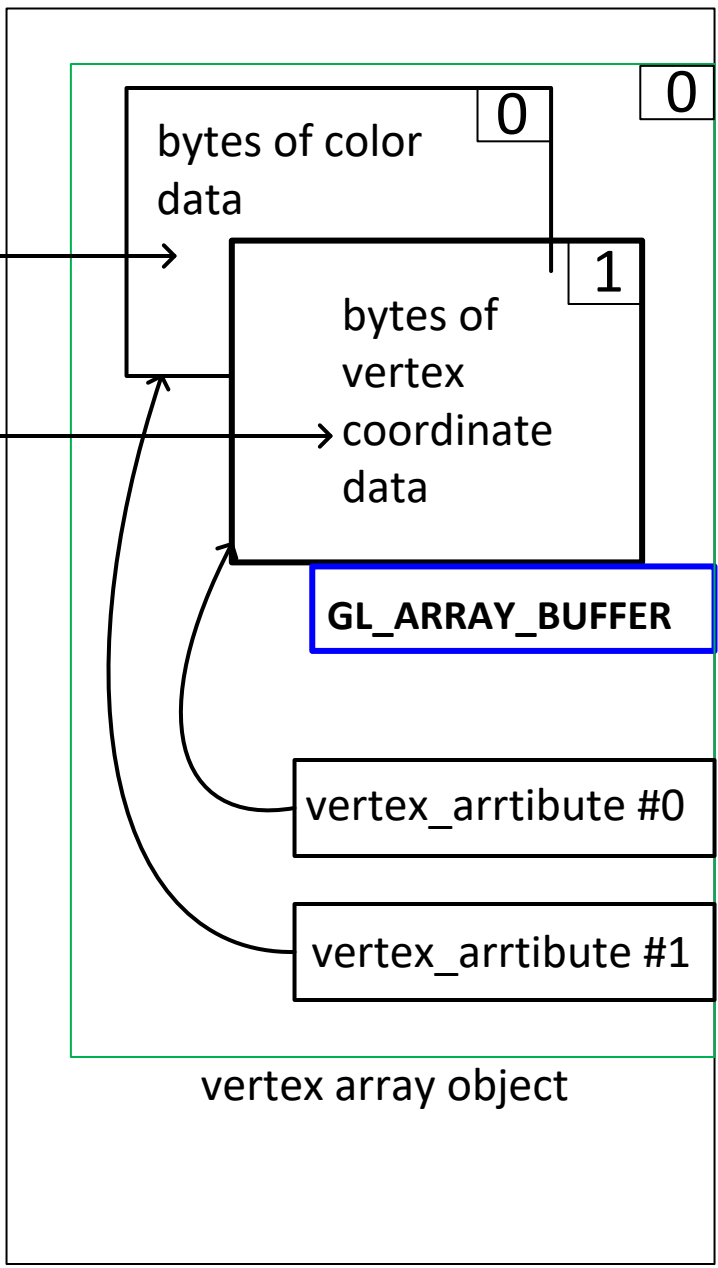 0
0
bytes of color
data
1
bytes of
vertex
coordinate
data
GL_ARRAY_BUFFER
vertex_arrtibute #0
vertex_arrtibute #1
vertex array object